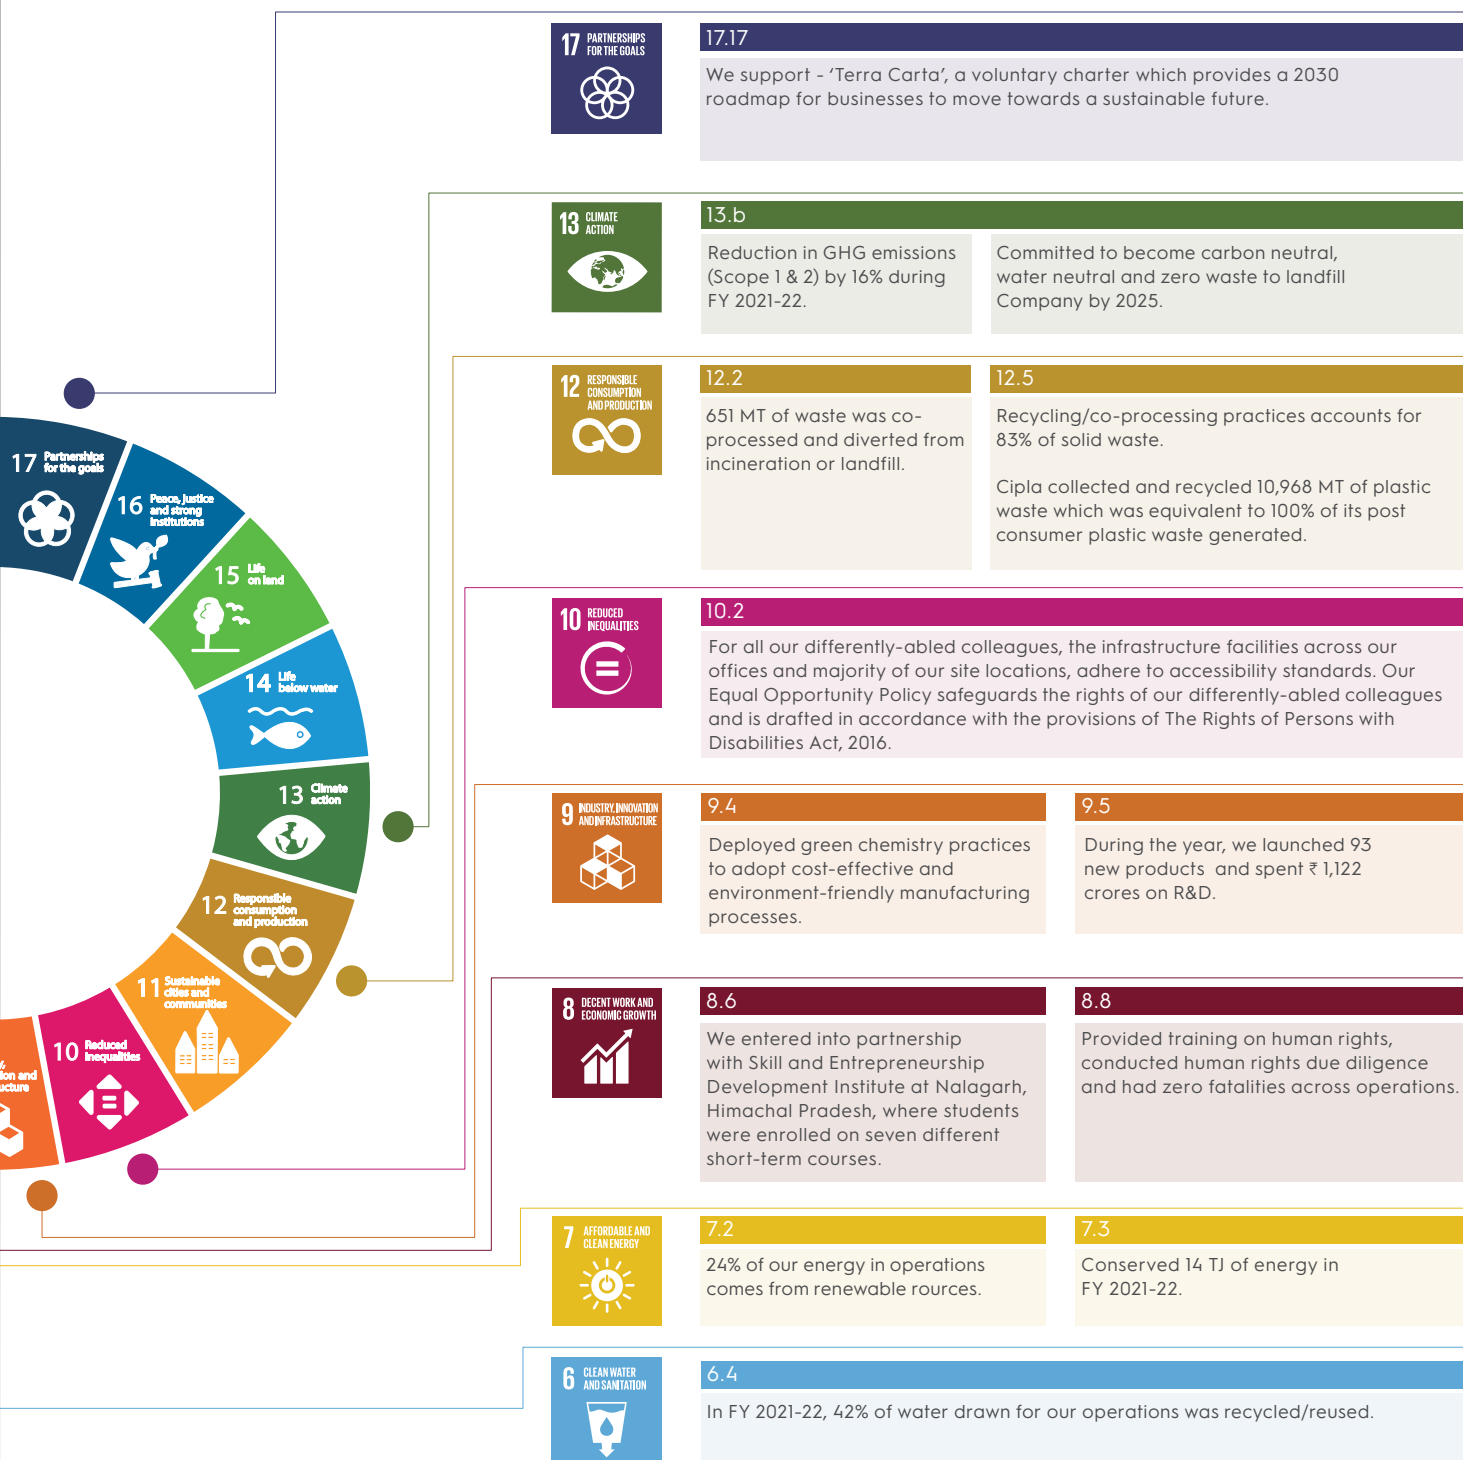 17 PARTNERSHIPS
FOR THE GOALS
17.17
We support - ‘Terra Carta’, a voluntary charter which provides a 2030
roadmap for businesses to move towards a sustainable future.
13 CLIMATE
ACTION
13.b
Reduction in GHG emissions
(Scope 1 & 2) by 16% during
FY 2021-22.
Committed to become carbon neutral,
water neutral and zero waste to landfill
Company by 2025.
12 RESPONSIBLE
CONSUMPTION
AND PRODUCTION
12.2
651 MT of waste was co-
processed and diverted from
incineration or landfill.
12.5
Recycling/co-processing practices accounts for
83% of solid waste.
Cipla collected and recycled 10,968 MT of plastic
waste which was equivalent to 100% of its post
consumer plastic waste generated.
10 REDUCED
INEQUALITIES
10.2
For all our differently-abled colleagues, the infrastructure facilities across our
offices and majority of our site locations, adhere to accessibility standards. Our
Equal Opportunity Policy safeguards the rights of our differently-abled colleagues
and is drafted in accordance with the provisions of The Rights of Persons with
Disabilities Act, 2016.
9 INDUSTRY, INNOVATION
AND INFRASTRUCTURE
9.4
Deployed green chemistry practices
to adopt cost-effective and
environment-friendly manufacturing
processes.
9.5
During the year, we launched 93
new products and spent ₹ 1,122
crores on R&D.
8 DECENT WORK AND
ECONOMIC GROWTH
8.6
We entered into partnership
with Skill and Entrepreneurship
Development Institute at Nalagarh,
Himachal Pradesh, where students
were enrolled on seven different
short-term courses.
8.8
Provided training on human rights,
conducted human rights due diligence
and had zero fatalities across operations.
7 AFFORDABLE AND
CLEAN ENERGY
7.2
24% of our energy in operations
comes from renewable rources.
7.3
Conserved 14 TJ of energy in
FY 2021-22.
6 CLEAN WATER
AND SANITATION
6.4
In FY 2021-22, 42% of water drawn for our operations was recycled/reused.
17 Partnerships
for the goals
16 Peace, justice
and strong
institutions
15 Life
on land
14 Life
below water
13 Climate
action
12 Responsible
consumption
and production
11 Sustainable
cities and
communities
10 Reduced
inequalities
ion and
ucture